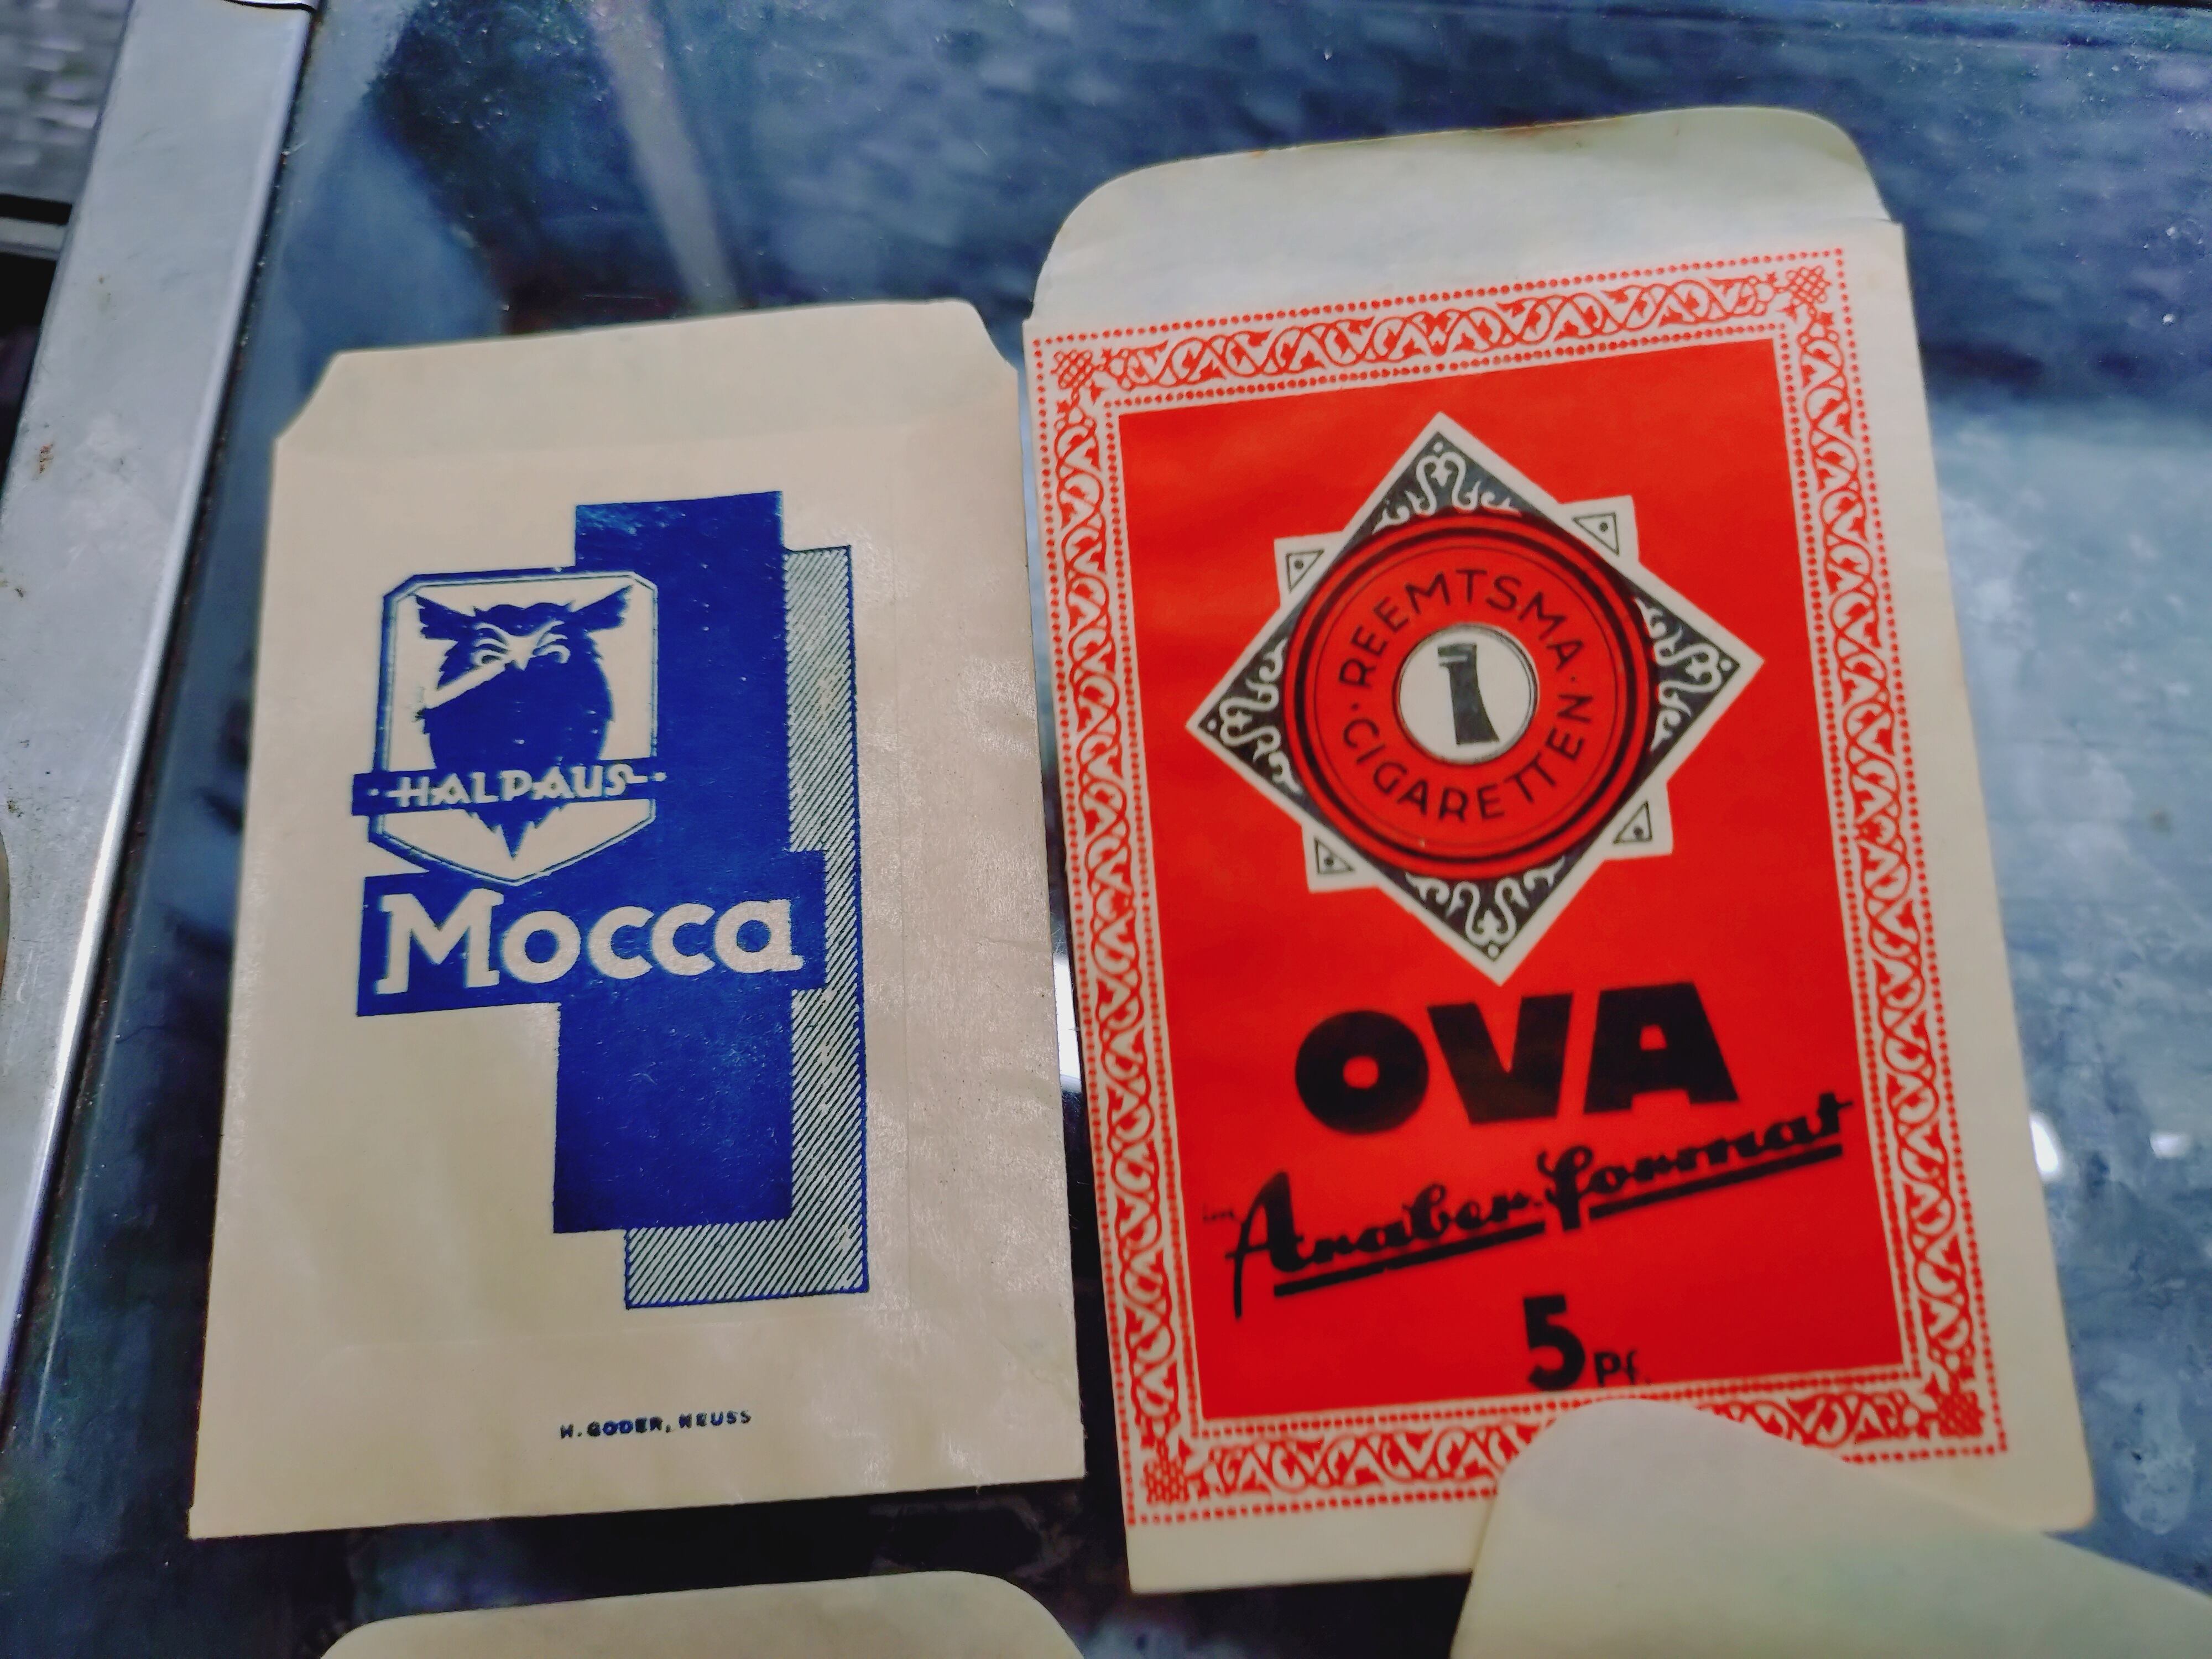 ·HALPAUS·
Mocca
H. GODER, NEUSS
·REEMTSMA·
CIGARETTEN
OVA
Araber-Format
5 Pf.